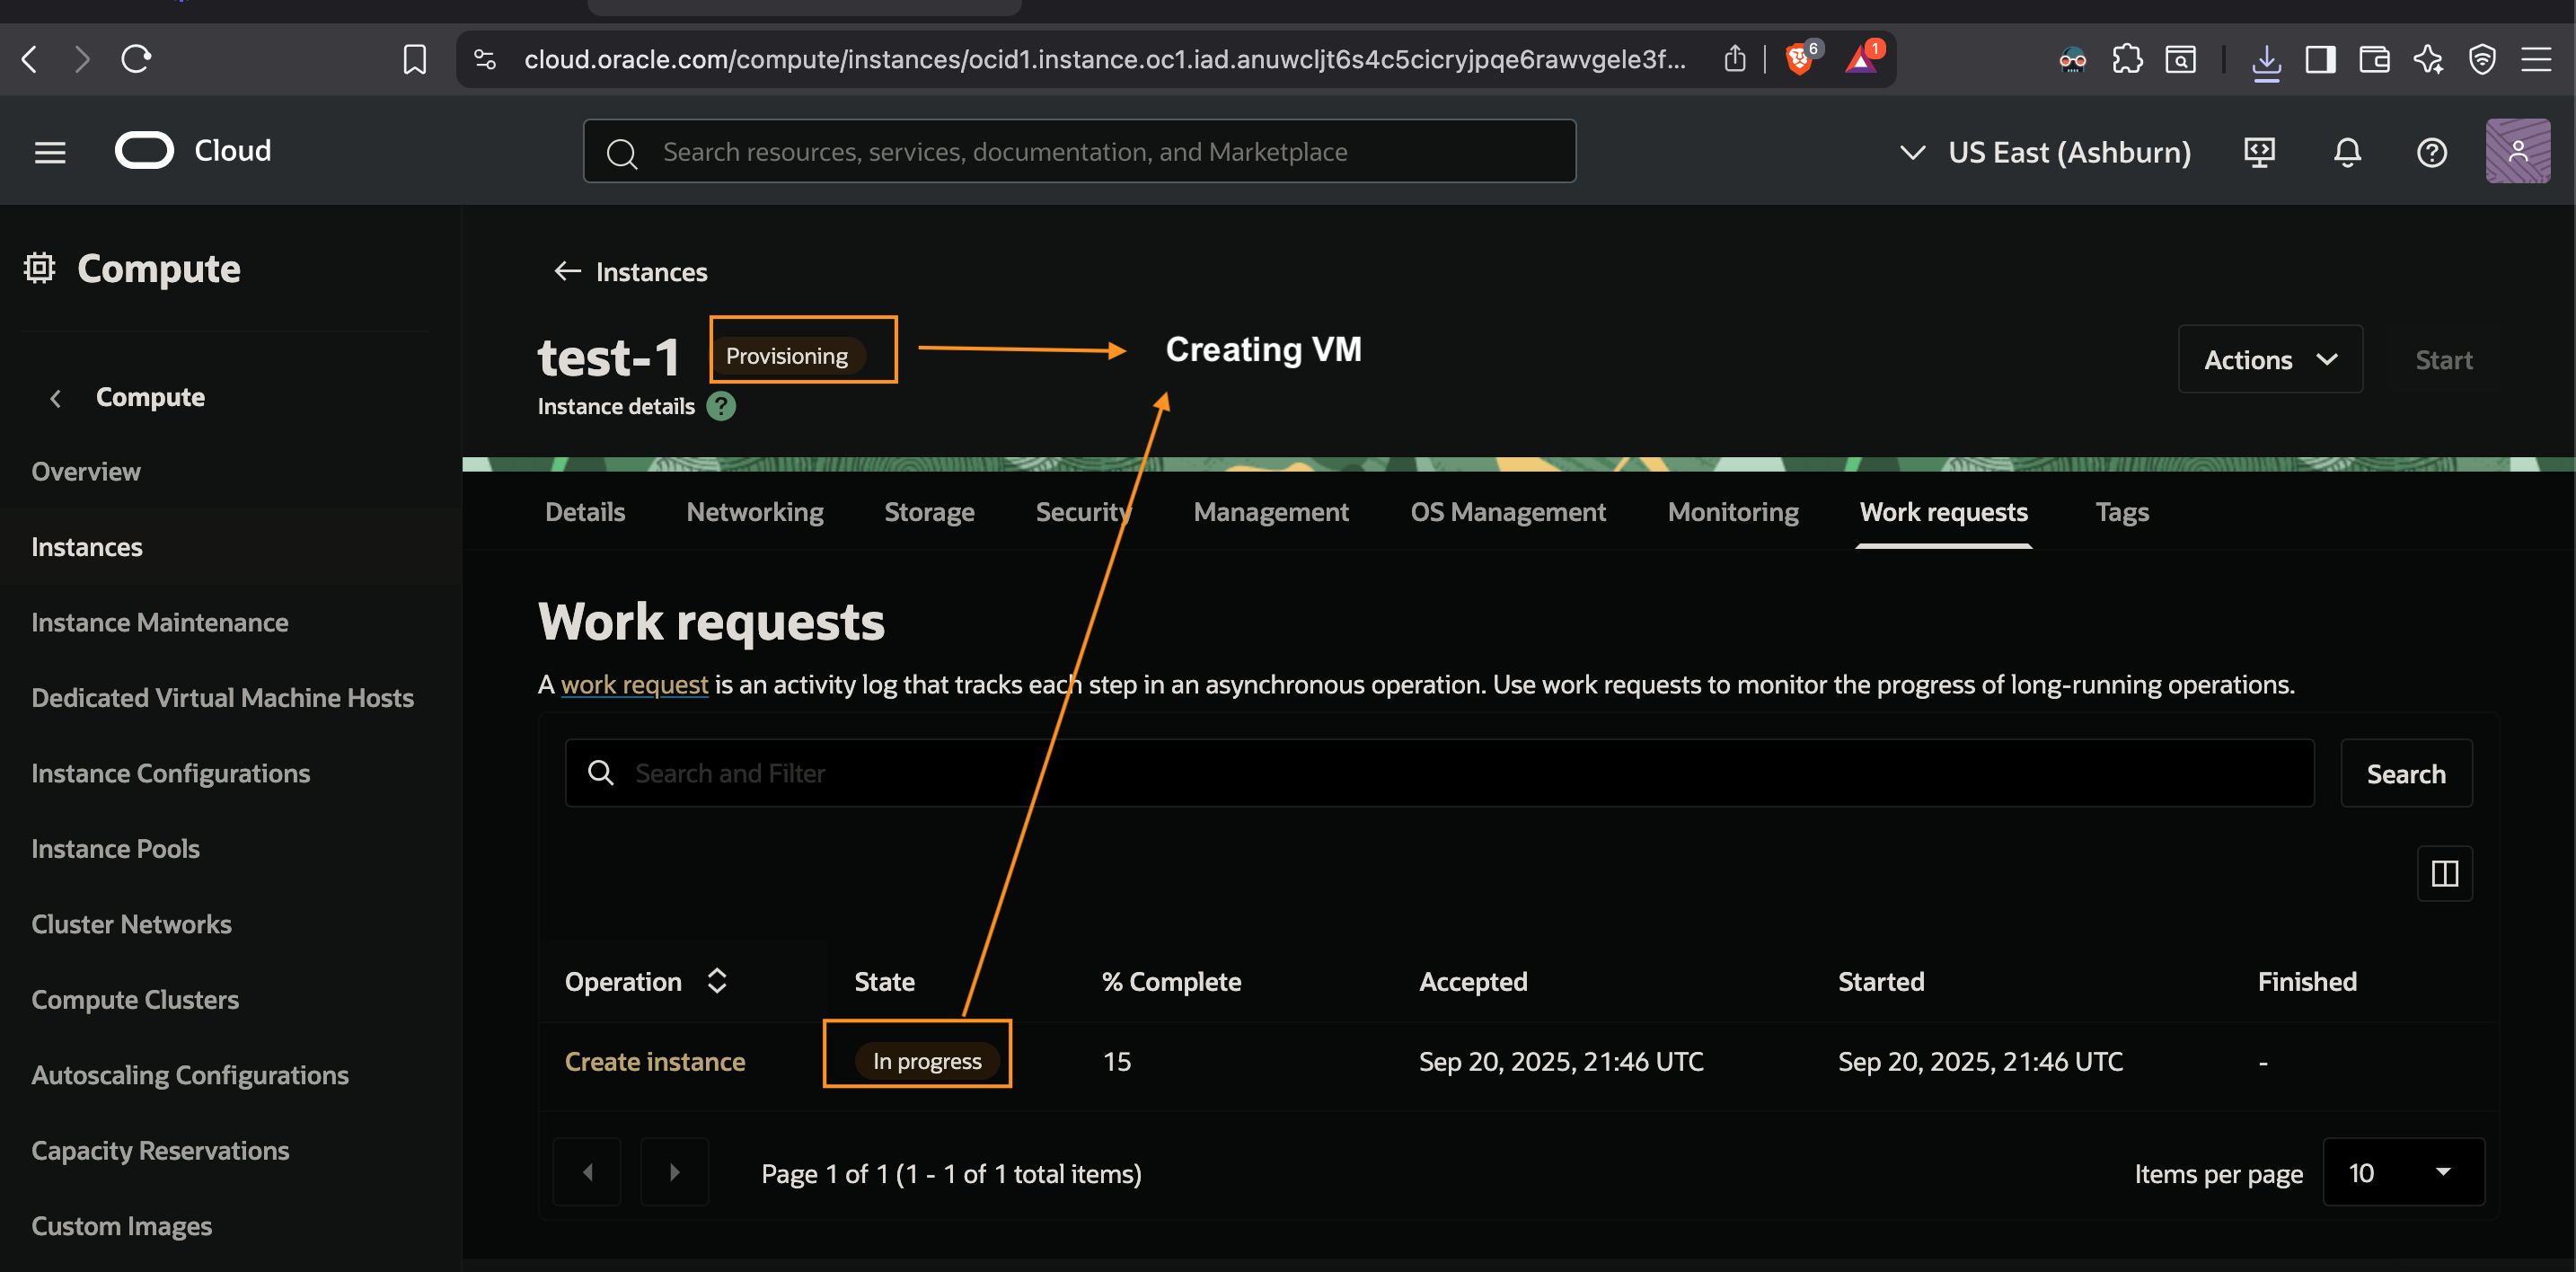 cloud.oracle.com/compute/instances/ocid1.instance.oc1.iad.anuwcljt6s4c5cicryjpqe6rawvgele3f...
6
1
Cloud
Search resources, services, documentation, and Marketplace
US East (Ashburn)
Compute
Compute
Overview
Instances
Instance Maintenance
Dedicated Virtual Machine Hosts
Instance Configurations
Instance Pools
Cluster Networks
Compute Clusters
Autoscaling Configurations
Capacity Reservations
Custom Images
Instances
test-1
Provisioning
Creating VM
Actions
Start
Instance details
?
Details Networking Storage Security Management OS Management Monitoring Work requests Tags
Work requests
A work request is an activity log that tracks each step in an asynchronous operation. Use work requests to monitor the progress of long-running operations.
Search and Filter
Search
Operation State % Complete Accepted Started Finished
Create instance In progress 15 Sep 20, 2025, 21:46 UTC Sep 20, 2025, 21:46 UTC -
Page 1 of 1 (1 - 1 of 1 total items)
Items per page 10